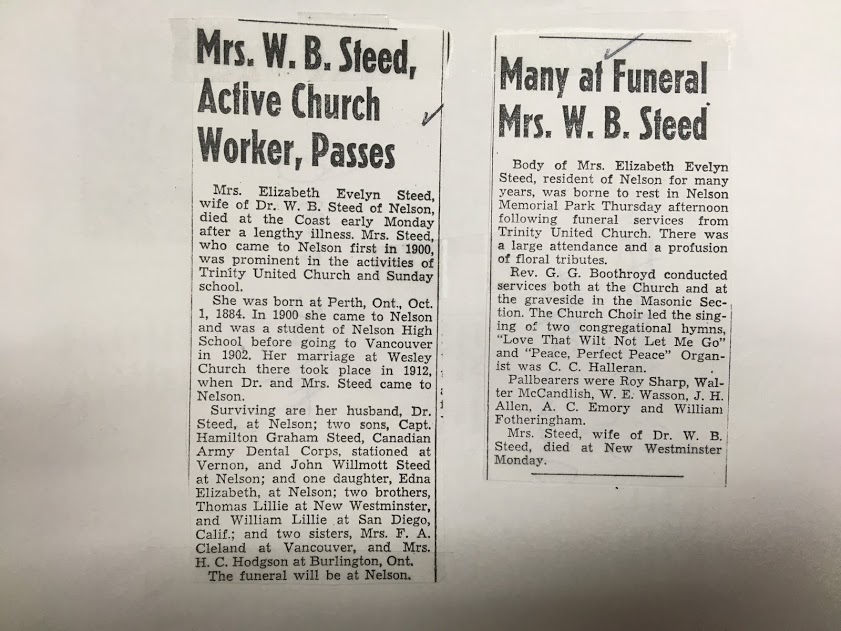 Mrs. W. B. Steed,
Active Church
Worker, Passes
Mrs. Elizabeth Evelyn Steed,
wife of Dr. W. B. Steed of Nelson,
died at the Coast early Monday
after a lengthy illness. Mrs. Steed,
who came to Nelson first in 1900,
was prominent in the activities of
Trinity United Church and Sunday
school.
She was born at Perth, Ont., Oct.
1, 1884. In 1900 she came to Nelson
and was a student of Nelson High
School before going to Vancouver
in 1902. Her marriage at Wesley
Church there took place in 1912,
when Dr. and Mrs. Steed came to
Nelson.
Surviving are her husband, Dr.
Steed, at Nelson; two sons, Capt.
Hamilton Graham Steed, Canadian
Army Dental Corps, stationed at
Vernon, and John Willmott Steed
at Nelson; and one daughter, Edna
Elizabeth, at Nelson; two brothers,
Thomas Lillie at New Westminster,
and William Lillie at San Diego,
Calif.; and two sisters, Mrs. F. A.
Cleland at Vancouver, and Mrs.
H. C. Hodgson at Burlington, Ont.
The funeral will be at Nelson.
Many at Funeral
Mrs. W. B. Steed
Body of Mrs. Elizabeth Evelyn
Steed, resident of Nelson for many
years, was borne to rest in Nelson
Memorial Park Thursday afternoon
following funeral services from
Trinity United Church. There was
a large attendance and a profusion
of floral tributes.
Rev. G. G. Boothroyd conducted
services both at the Church and at
the graveside in the Masonic Sec-
tion. The Church Choir led the sing-
ing of two congregational hymns,
"Love That Wilt Not Let Me Go"
and "Peace, Perfect Peace" Organ-
ist was C. C. Halleran.
Pallbearers were Roy Sharp, Wal-
ter McCandlish, W. E. Wasson, J. H.
Allen, A. C. Emory and William
Fotheringham.
Mrs. Steed, wife of Dr. W. B.
Steed, died at New Westminster
Monday.